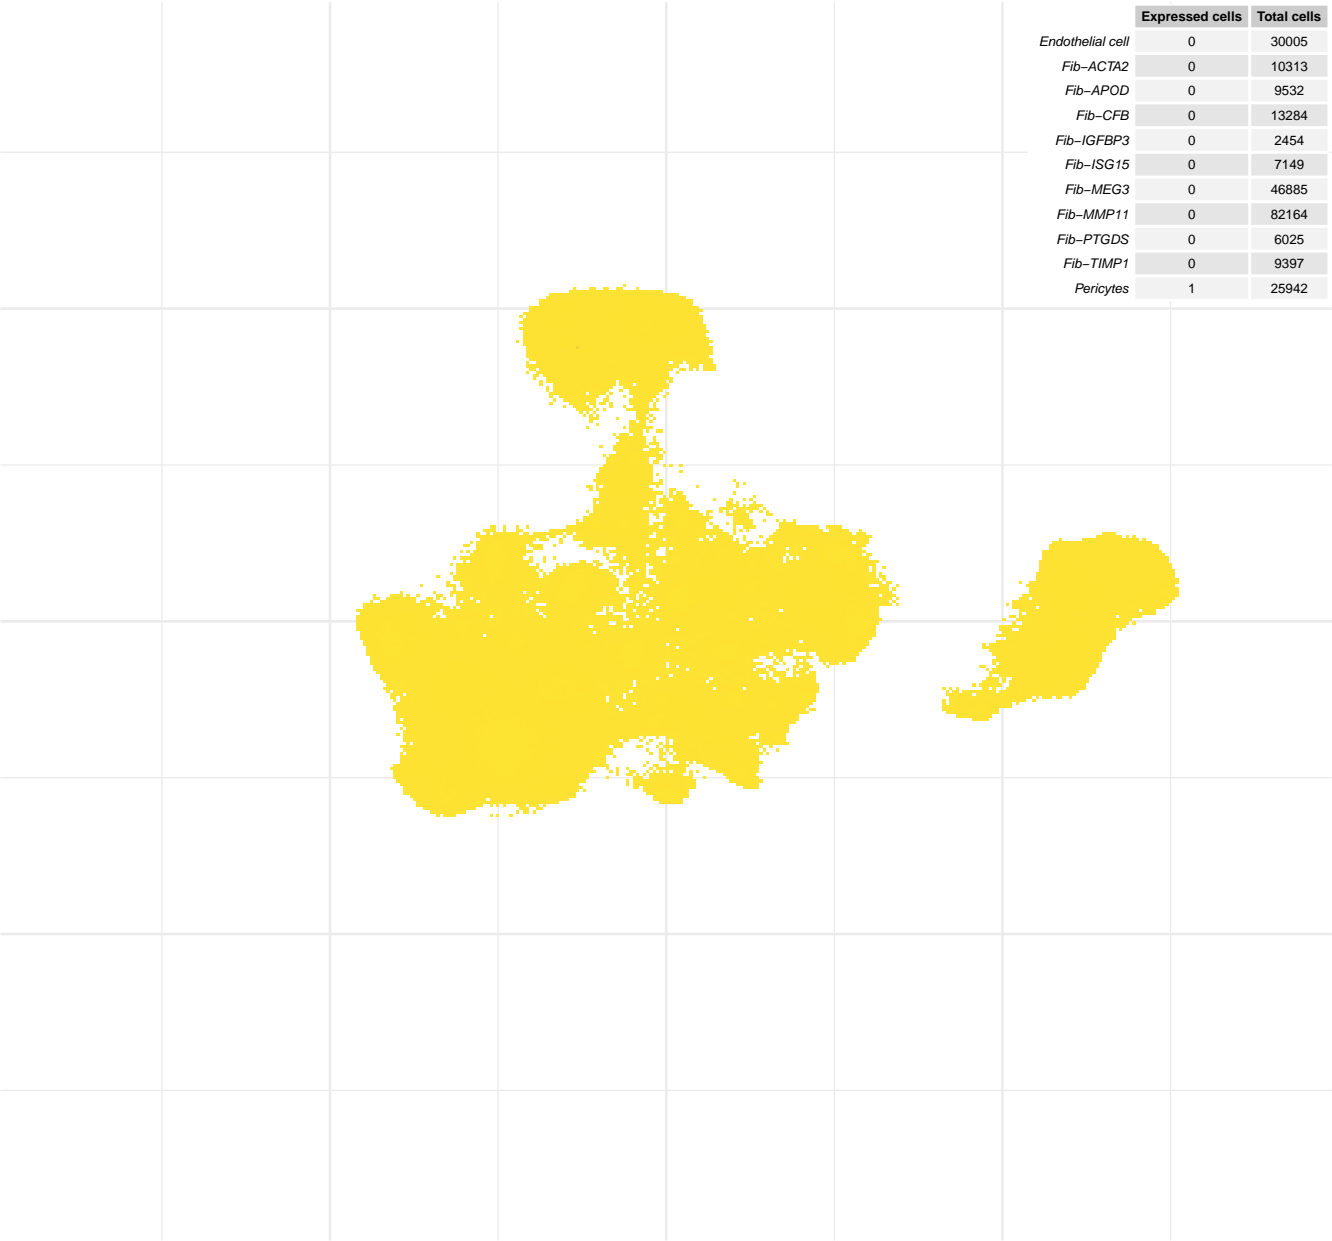 Expressed cells Total cells
Endothelial cell 0 30005
Fib−ACTA2 0 10313
Fib−APOD 0 9532
Fib−CFB 0 13284
Fib−IGFBP3 0 2454
Fib−ISG15 0 7149
Fib−MEG3 0 46885
Fib−MMP11 0 82164
Fib−PTGDS 0 6025
Fib−TIMP1 0 9397
Pericytes 1 25942